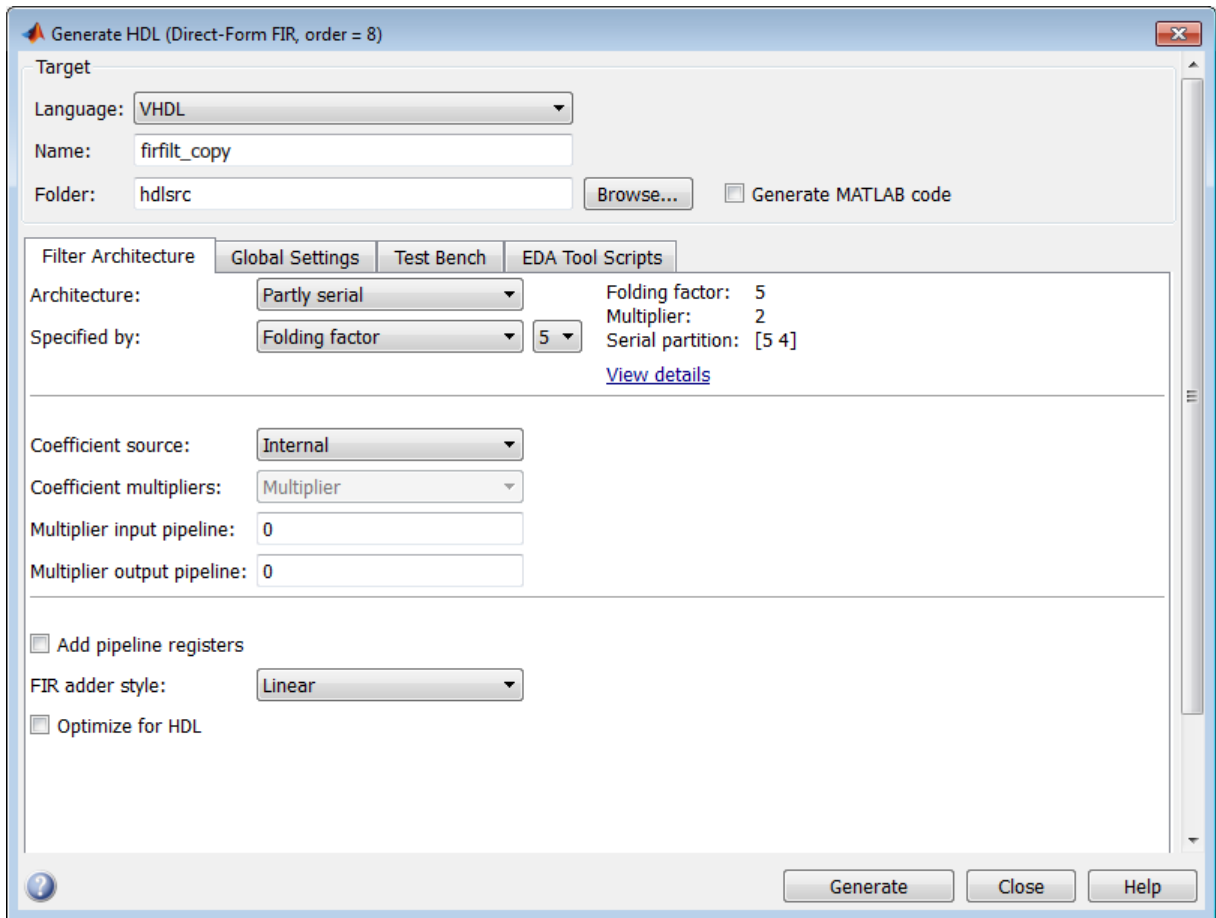 Generate HDL (Direct-Form FIR, order = 8)
Target
Language: VHDL
Name: firfilt_copy
Folder: hdlsrc Browse... Generate MATLAB code
Filter Architecture Global Settings Test Bench EDA Tool Scripts
Architecture: Partly serial Folding factor: 5
Multiplier: 2
Specified by: Folding factor 5 Serial partition: [5 4]
View details
Coefficient source: Internal
Coefficient multipliers: Multiplier
Multiplier input pipeline: 0
Multiplier output pipeline: 0
Add pipeline registers
FIR adder style: Linear
Optimize for HDL
? Generate Close Help